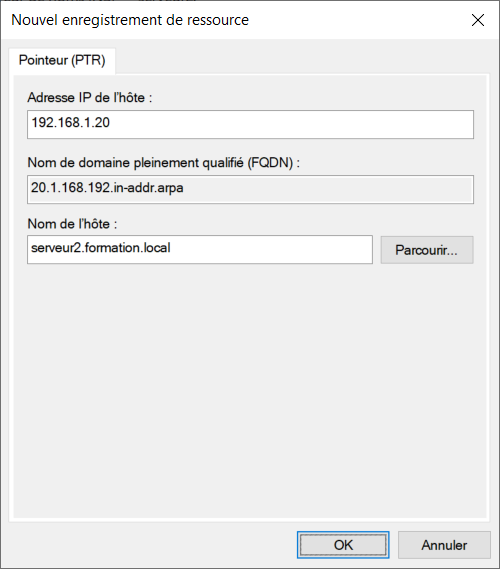 Nouvel enregistrement de ressource
Pointeur (PTR)
Adresse IP de l'hôte :
192.168.1.20
Nom de domaine pleinement qualifié (FQDN) :
20.1.168.192.in-addr.arpa
Nom de l'hôte :
serveur2.formation.local
Parcourir...
OK
Annuler